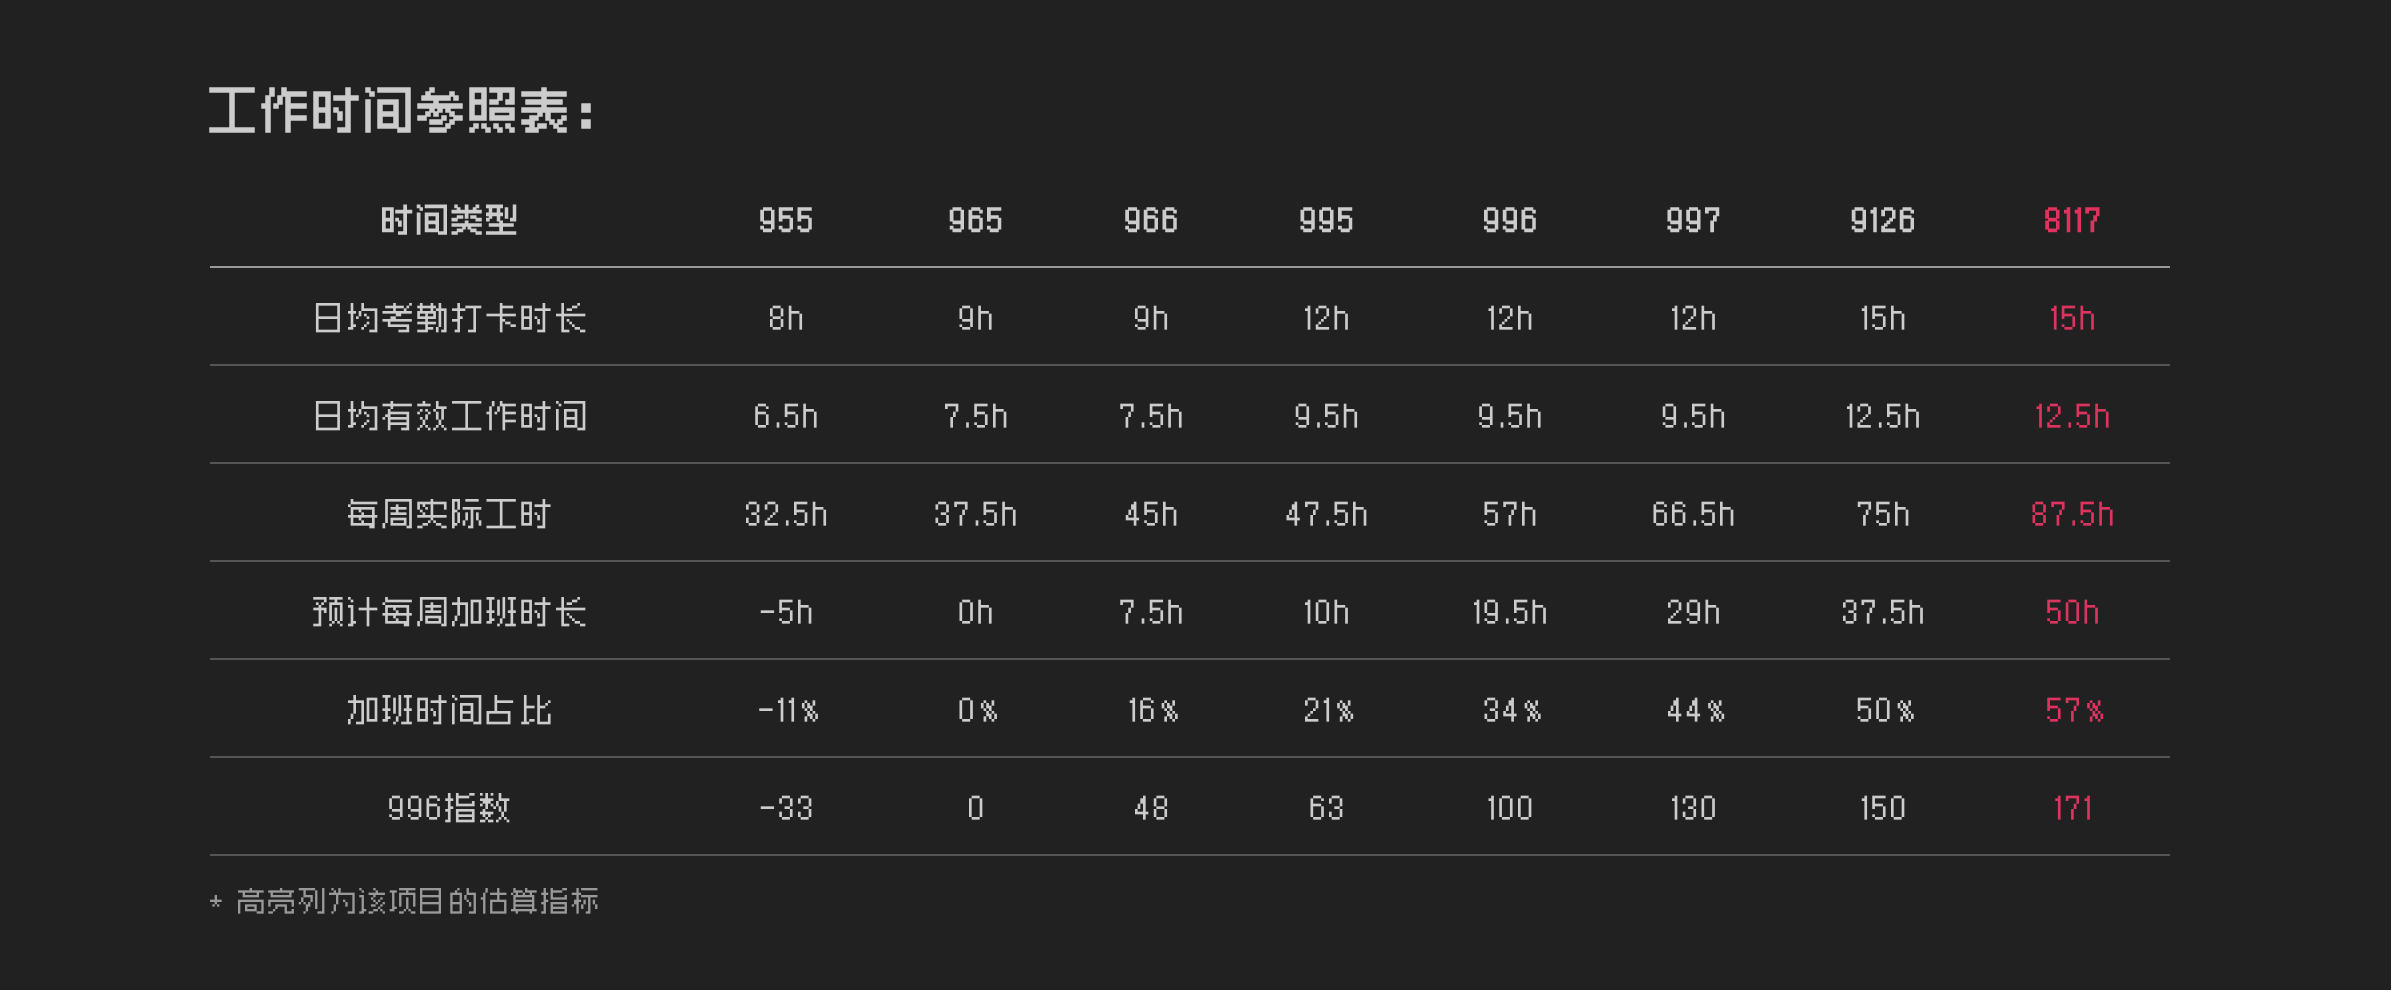 工作时间参照表:
时间类型 955 965 966 995 996 997 9126 8117
日均考勤打卡时长 8h 9h 9h 12h 12h 12h 15h 15h
日均有效工作时间 6.5h 7.5h 7.5h 9.5h 9.5h 9.5h 12.5h 12.5h
每周实际工时 32.5h 37.5h 45h 47.5h 57h 66.5h 75h 87.5h
预计每周加班时长 -5h 0h 7.5h 10h 19.5h 29h 37.5h 50h
加班时间占比 -11% 0% 16% 21% 34% 44% 50% 57%
996指数 -33 0 48 63 100 130 150 171
* 高亮列为该项目的估算指标